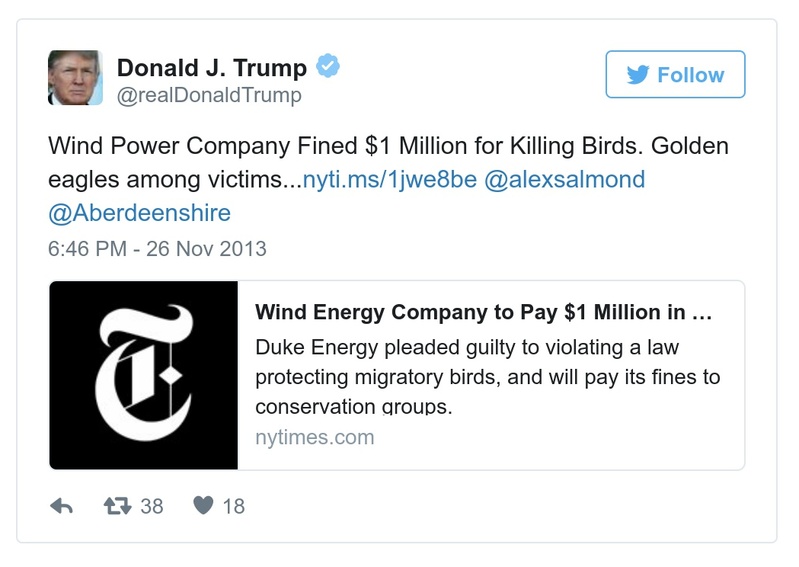 Donald J. Trump
@realDonaldTrump
Follow
Wind Power Company Fined $1 Million for Killing Birds. Golden
eagles among victims...nyti.ms/1jwe8be @alexsalmond
@Aberdeenshire
6:46 PM - 26 Nov 2013
T
Wind Energy Company to Pay $1 Million in …
Duke Energy pleaded guilty to violating a law
protecting migratory birds, and will pay its fines to
conservation groups.
nytimes.com
38 18